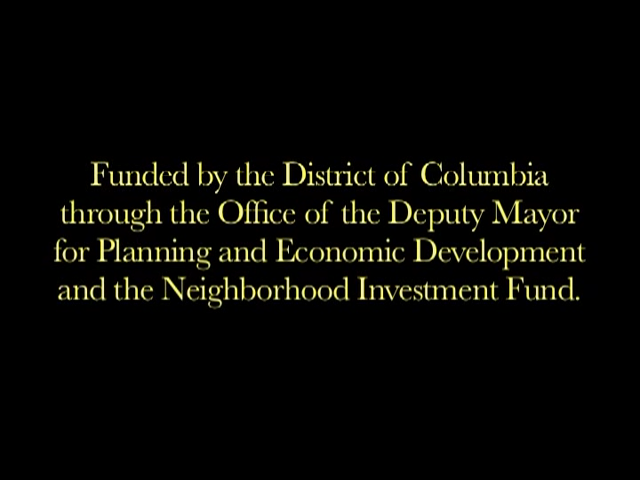 Funded by the District of Columbia
through the Office of the Deputy Mayor
for Planning and Economic Development
and the Neighborhood Investment Fund.